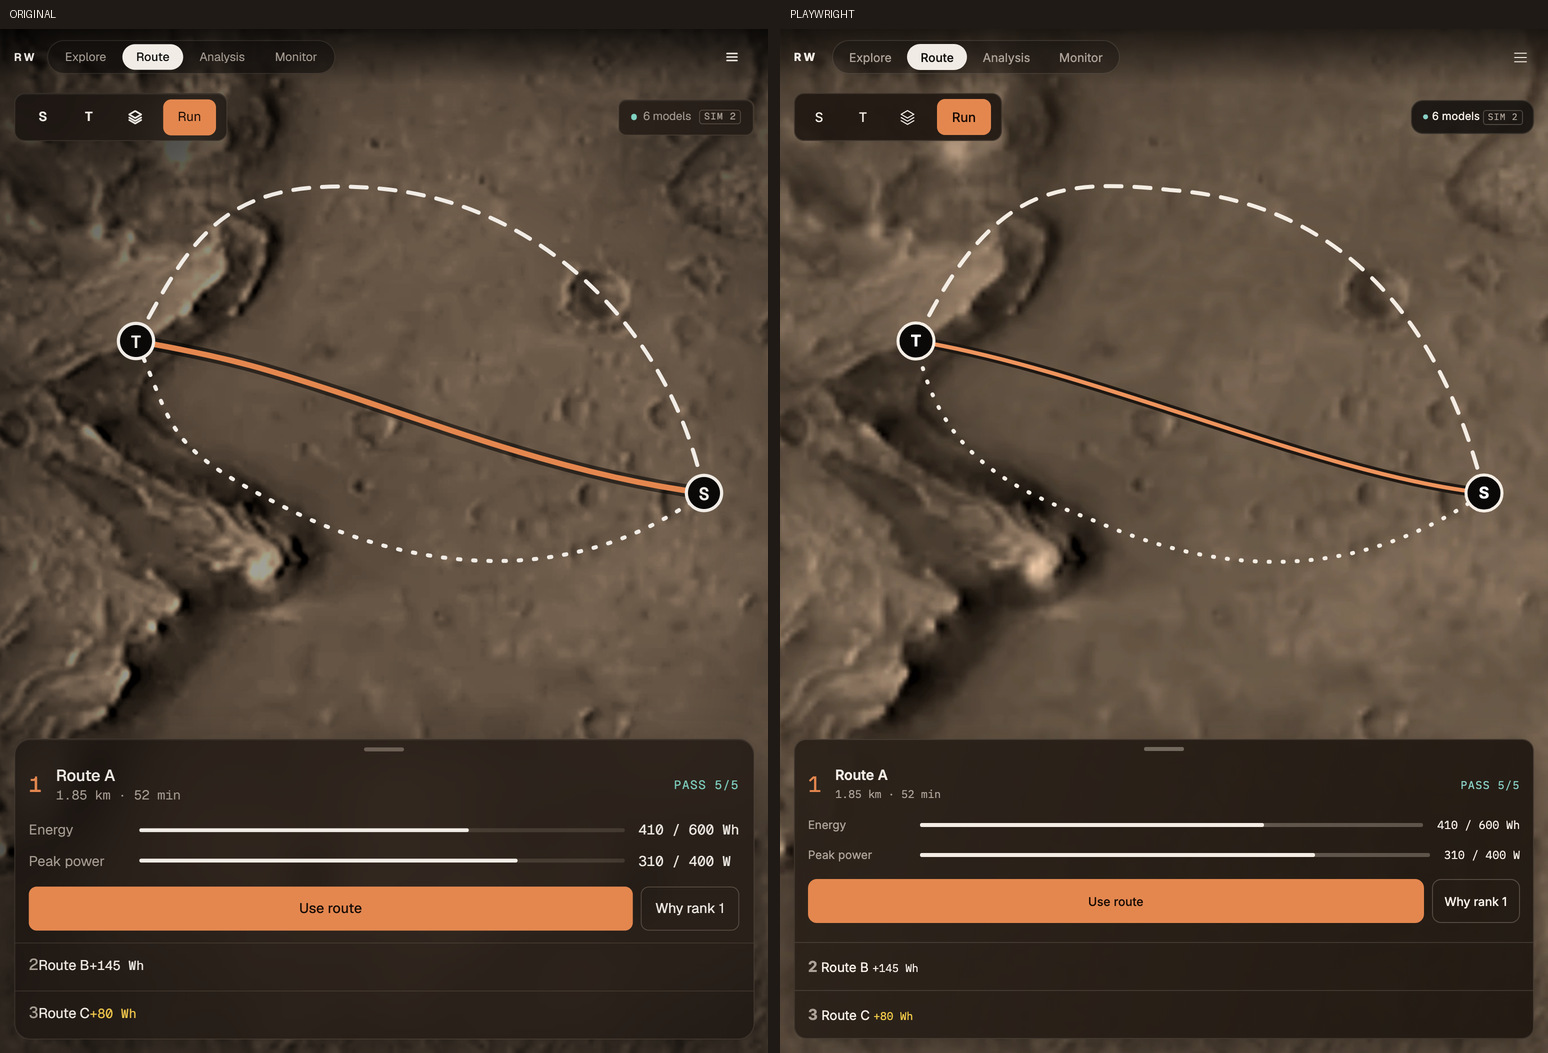 ORIGINAL
RW Explore Route Analysis Monitor
S T Run 6 models SIM 2
T
S
1 Route A
1.85 km · 52 min
PASS 5/5
Energy 410 / 600 Wh
Peak power 310 / 400 W
Use route Why rank 1
2Route B+145 Wh
3Route C+80 Wh
PLAYWRIGHT
RW Explore Route Analysis Monitor
S T Run 6 models SIM 2
T
S
1 Route A
1.85 km · 52 min
PASS 5/5
Energy 410 / 600 Wh
Peak power 310 / 400 W
Use route Why rank 1
2 Route B +145 Wh
3 Route C +80 Wh